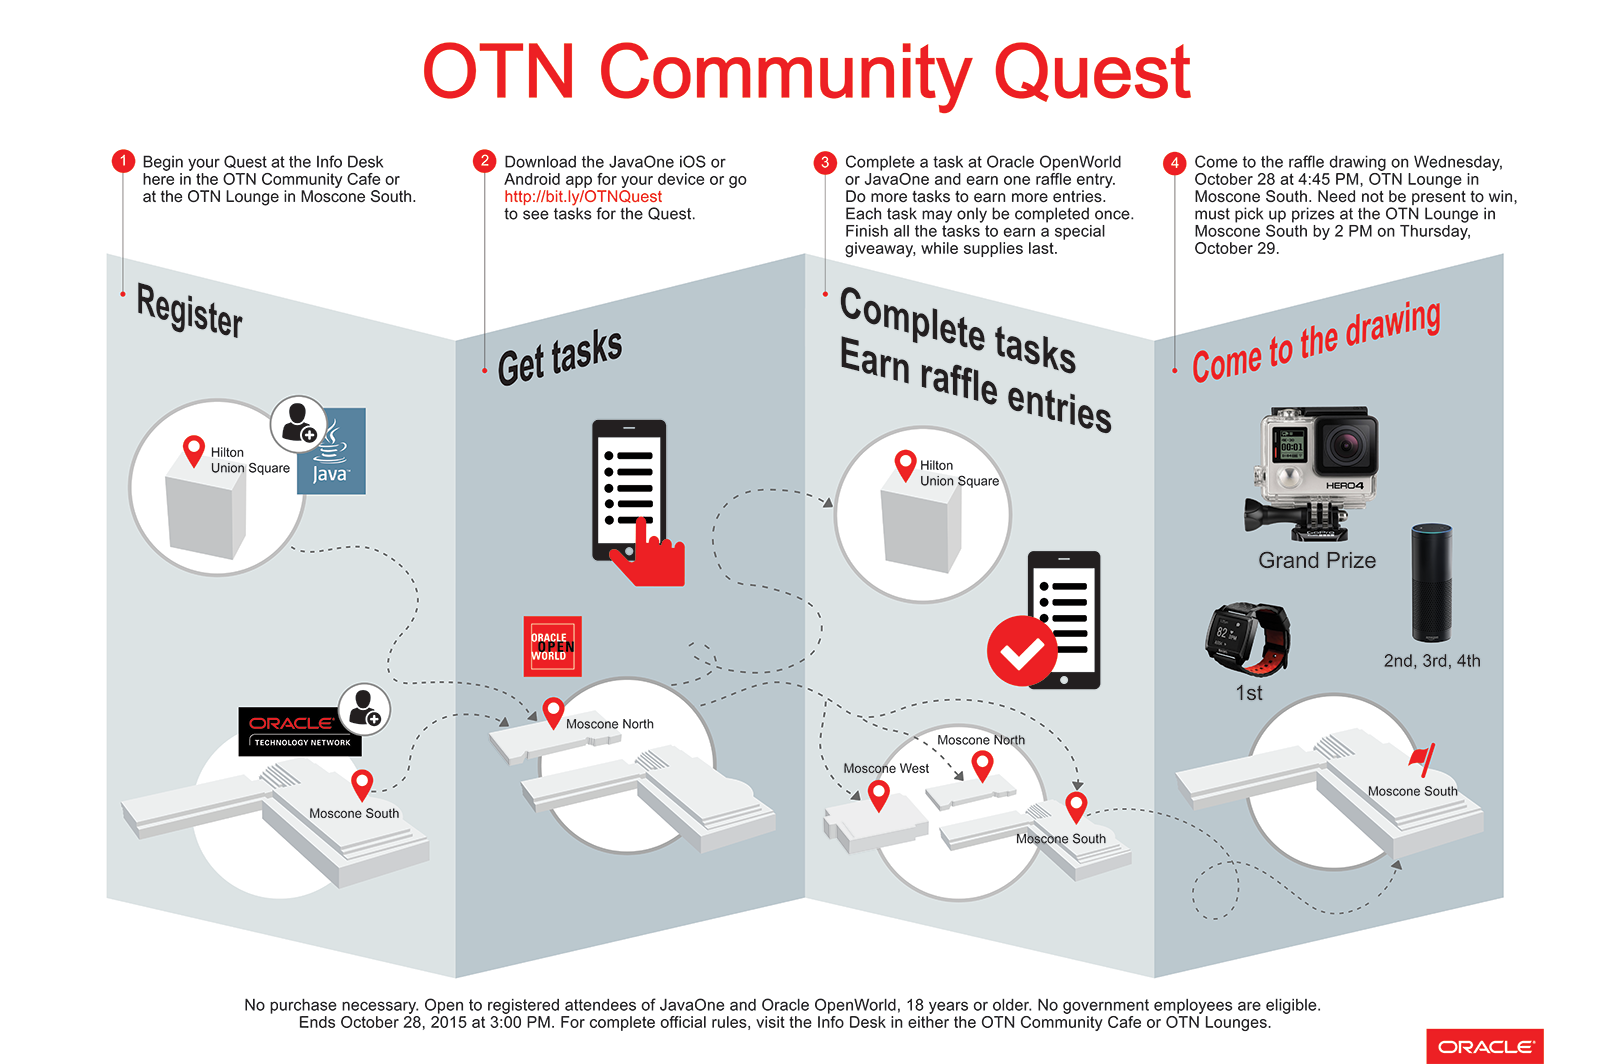 OTN Community Quest
1
Begin your Quest at the Info Desk
here in the OTN Community Cafe or
at the OTN Lounge in Moscone South.
2
Download the JavaOne iOS or
Android app for your device or go
http://bit.ly/OTNQuest
to see tasks for the Quest.
3
Complete a task at Oracle OpenWorld
or JavaOne and earn one raffle entry.
Do more tasks to earn more entries.
Each task may only be completed once.
Finish all the tasks to earn a special
giveaway, while supplies last.
4
Come to the raffle drawing on Wednesday,
October 28 at 4:45 PM, OTN Lounge in
Moscone South. Need not be present to win,
must pick up prizes at the OTN Lounge in
Moscone South by 2 PM on Thursday,
October 29.
Register
Hilton
Union Square
Java™
ORACLE®
TECHNOLOGY NETWORK
Moscone South
Get tasks
ORACLE
OPEN
WORLD
Moscone North
Complete tasks
Earn raffle entries
Hilton
Union Square
Moscone North
Moscone West
Moscone South
Come to the drawing
00:01
HERO4
GoPro
Grand Prize
82
1st
2nd, 3rd, 4th
Moscone South
No purchase necessary. Open to registered attendees of JavaOne and Oracle OpenWorld, 18 years or older. No government employees are eligible.
Ends October 28, 2015 at 3:00 PM. For complete official rules, visit the Info Desk in either the OTN Community Cafe or OTN Lounges.
ORACLE®